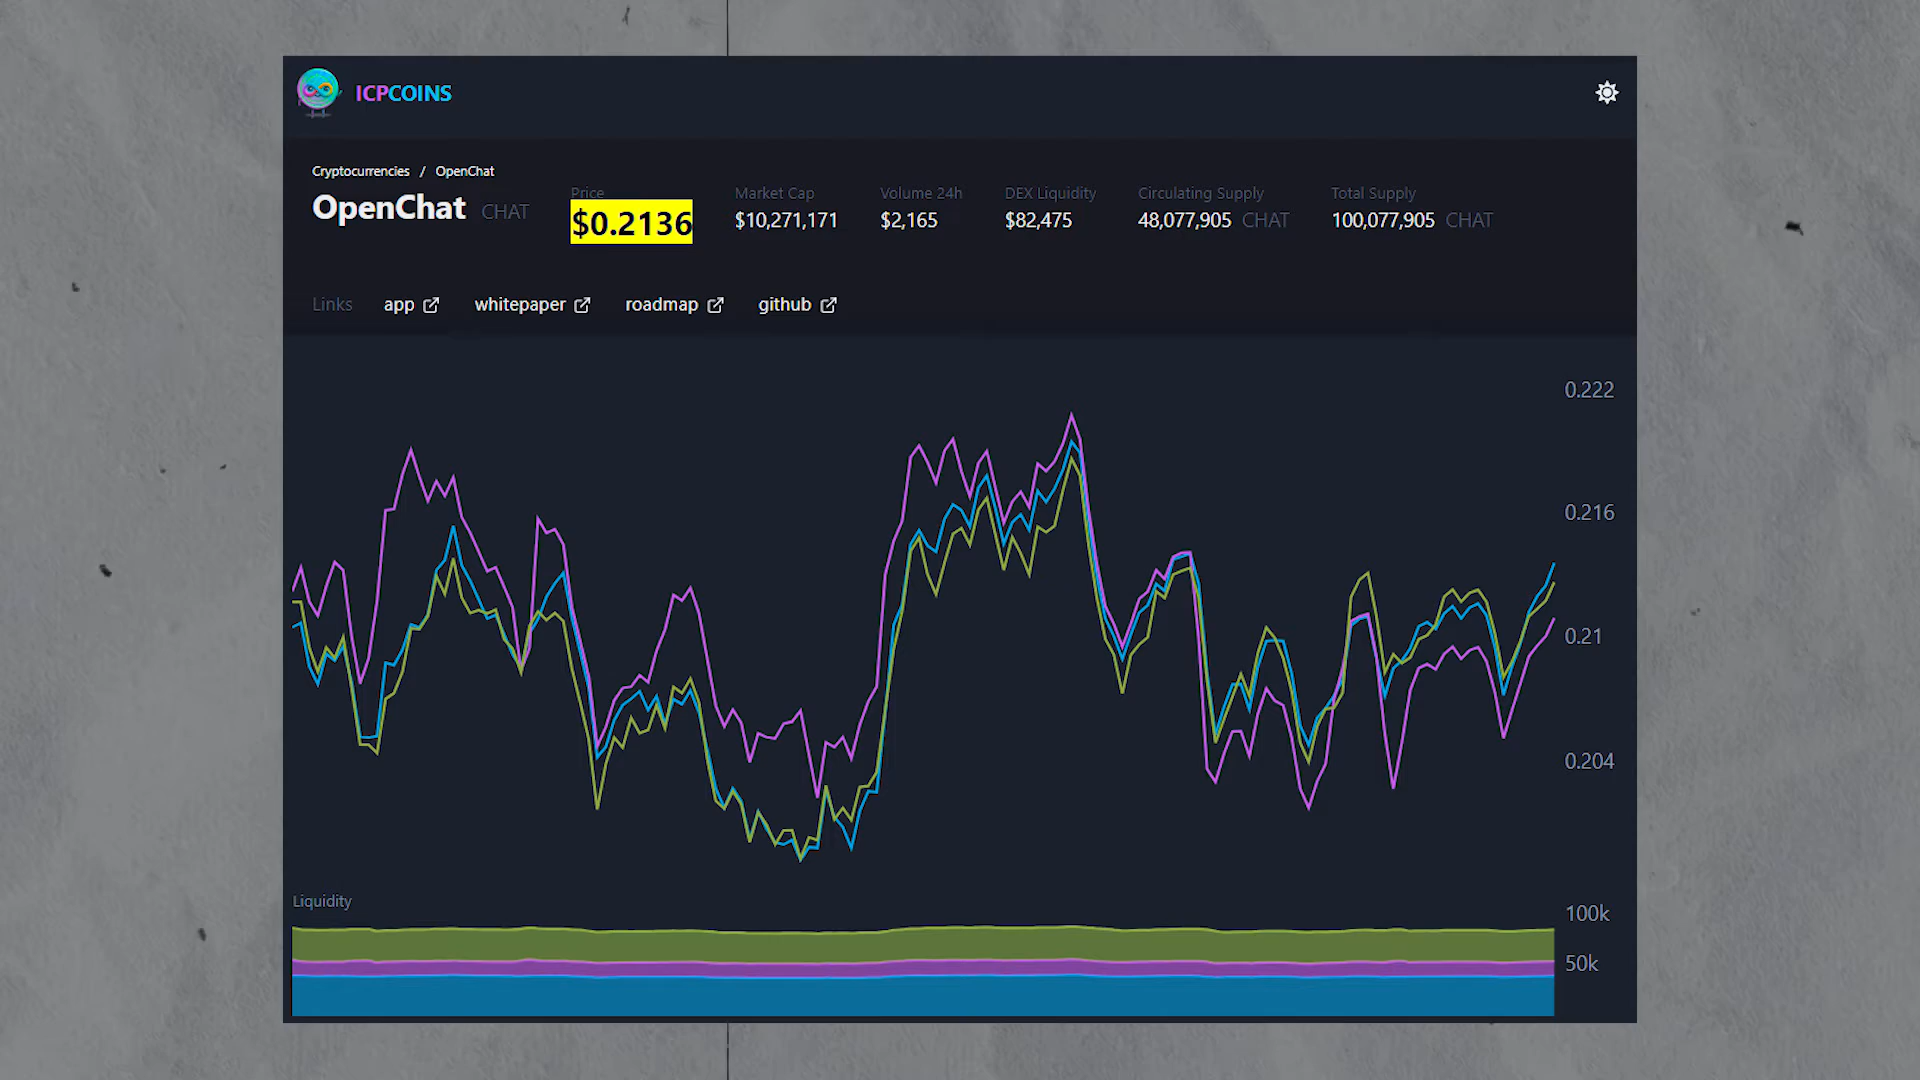 ICPCOINS
Cryptocurrencies / OpenChat
OpenChat CHAT
Price
$0.2136
Market Cap
$10,271,171
Volume 24h
$2,165
DEX Liquidity
$82,475
Circulating Supply
48,077,905 CHAT
Total Supply
100,077,905 CHAT
Links app whitepaper roadmap github
0.222
0.216
0.21
0.204
Liquidity
100k
50k